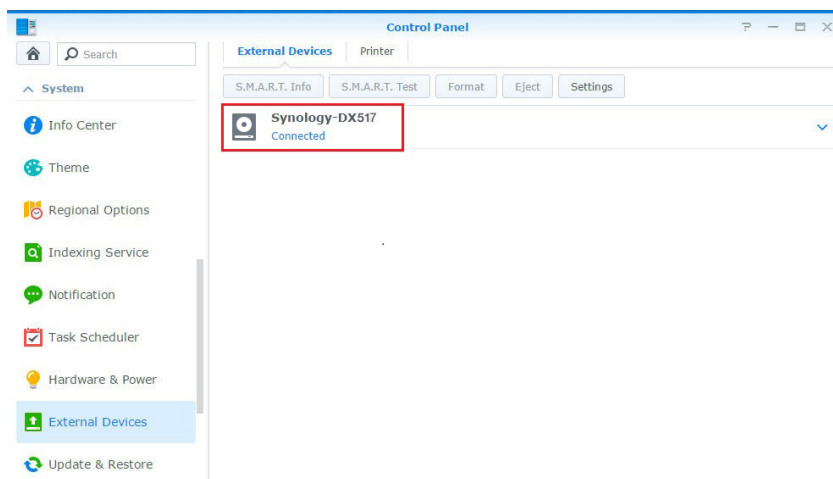 Control Panel
Search
System
Info Center
Theme
Regional Options
Indexing Service
Notification
Task Scheduler
Hardware & Power
External Devices
Update & Restore
External Devices Printer
S.M.A.R.T. Info S.M.A.R.T. Test Format Eject Settings
Synology-DX517
Connected